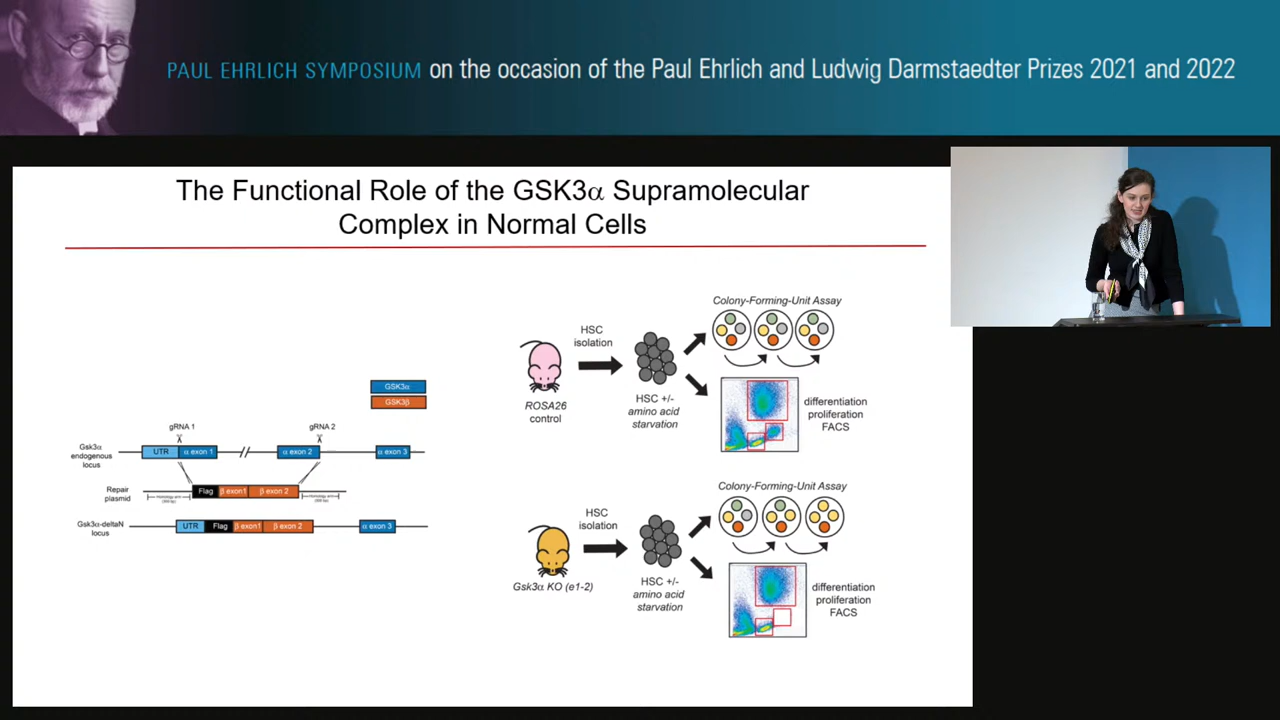 PAUL EHRLICH SYMPOSIUM on the occasion of the Paul Ehrlich and Ludwig Darmstaedter Prizes 2021 and 2022
The Functional Role of the GSK3α Supramolecular
Complex in Normal Cells
GSK3α
GSK3β
gRNA 1
gRNA 2
Gsk3α
endogenous
locus
UTR
α exon 1
α exon 2
α exon 3
Repair
plasmid
Homology arm
Flag
β exon1
β exon 2
Homology arm
Gsk3α-deltaN
locus
UTR
Flag
β exon1
β exon 2
α exon 3
ROSA26
control
HSC
isolation
HSC +/-
amino acid
starvation
Colony-Forming-Unit Assay
differentiation
proliferation
FACS
Gsk3α KO (e1-2)
HSC
isolation
HSC +/-
amino acid
starvation
Colony-Forming-Unit Assay
differentiation
proliferation
FACS